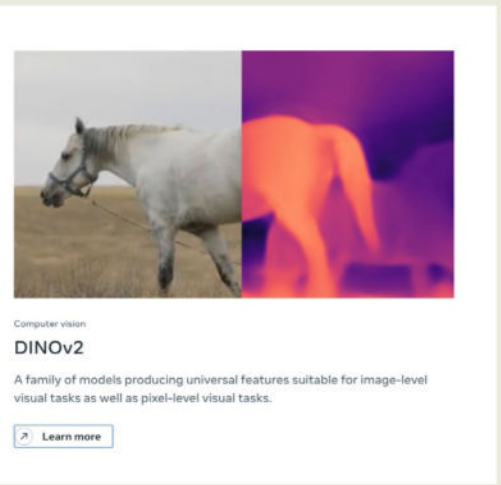 Computer vision
DINOv2
A family of models producing universal features suitable for image-level
visual tasks as well as pixel-level visual tasks.
Learn more